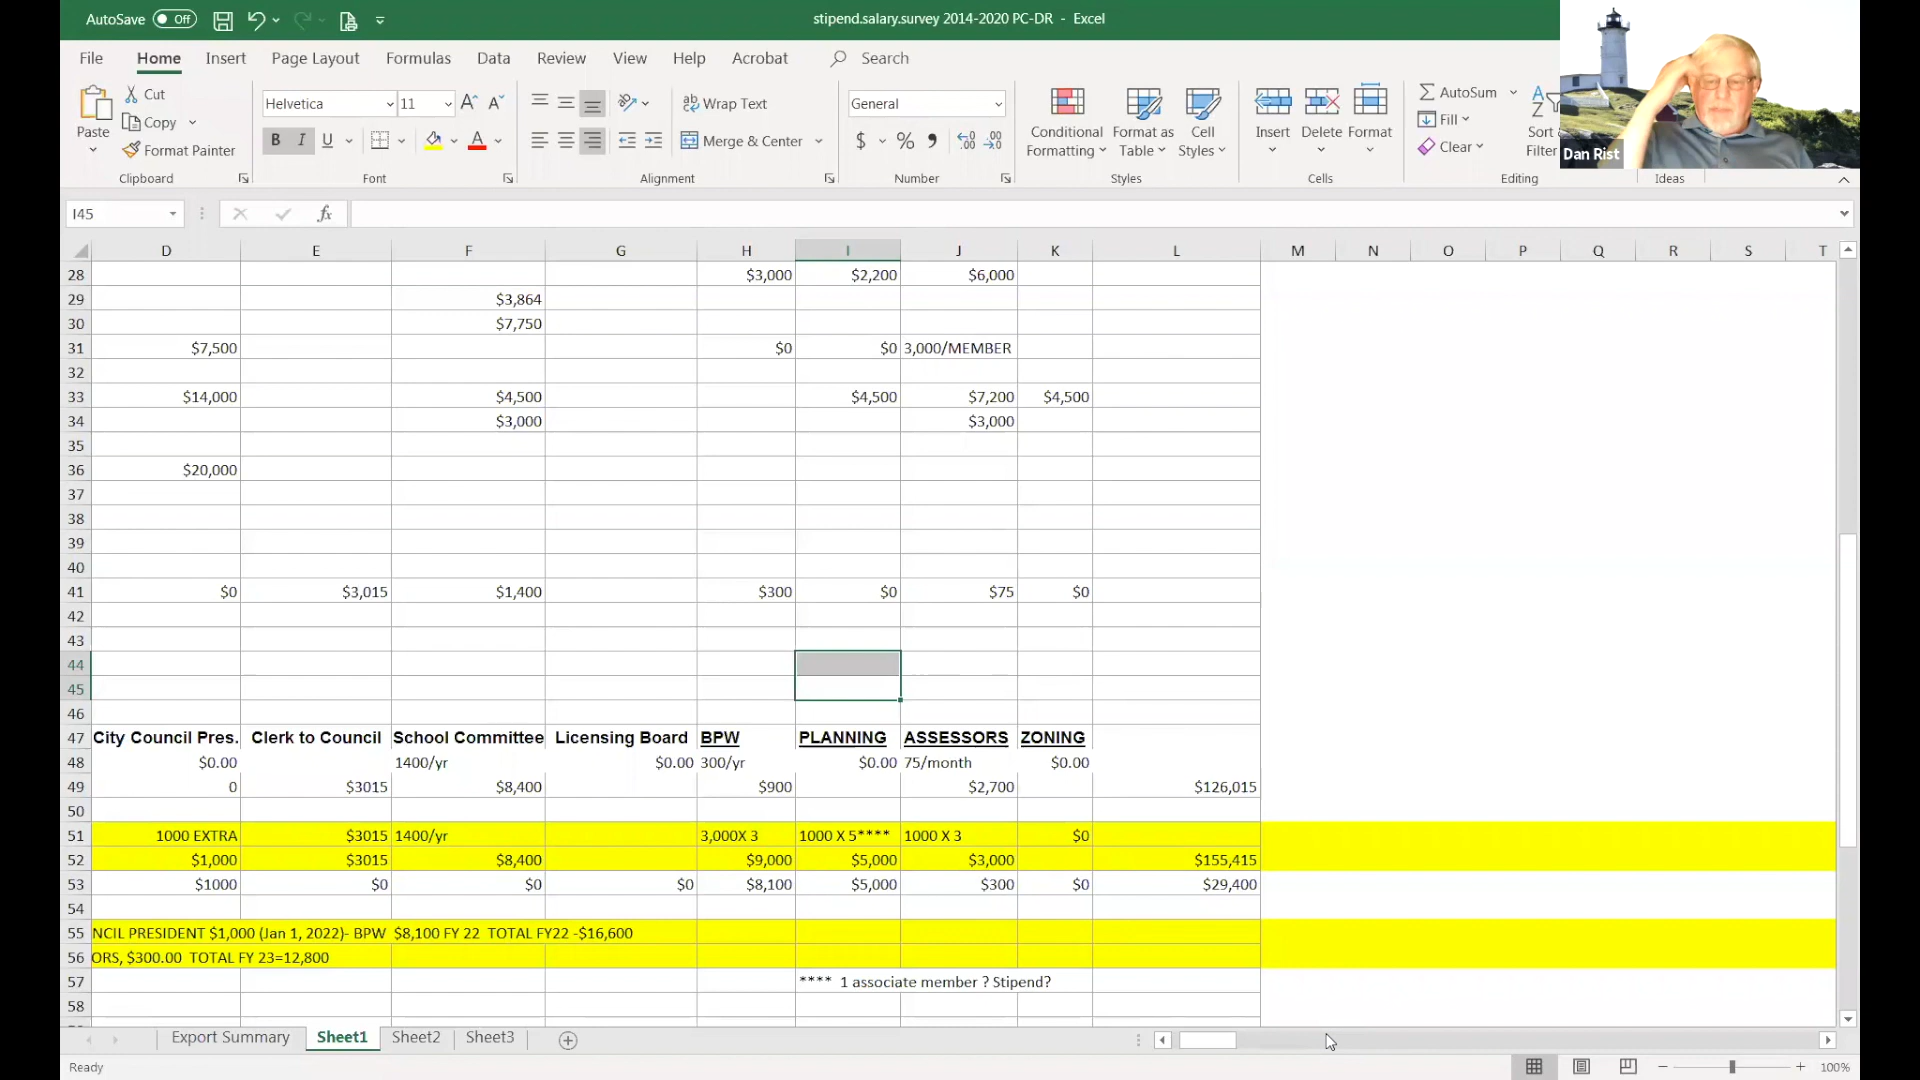 AutoSave Off stipend.salary.survey 2014-2020 PC-DR - Excel
File Home Insert Page Layout Formulas Data Review View Help Acrobat Search
Paste Cut Copy Format Painter Clipboard
Helvetica 11 B I U A Font
Wrap Text Merge & Center Alignment
General $ % Number
Conditional Formatting Format as Table Cell Styles Styles
Insert Delete Format Cells
AutoSum Fill Clear Sort Filter Editing Ideas
Dan Rist
I45 fx
D E F G H I J K L M N O P Q R S T
28 $3,000 $2,200 $6,000
29 $3,864
30 $7,750
31 $7,500 $0 $0 3,000/MEMBER
32
33 $14,000 $4,500 $4,500 $7,200 $4,500
34 $3,000 $3,000
35
36 $20,000
37
38
39
40
41 $0 $3,015 $1,400 $300 $0 $75 $0
42
43
44
45
46
47 City Council Pres. Clerk to Council School Committee Licensing Board BPW PLANNING ASSESSORS ZONING
48 $0.00 1400/yr $0.00 300/yr $0.00 75/month $0.00
49 0 $3015 $8,400 $900 $2,700 $126,015
50
51 1000 EXTRA $3015 1400/yr 3,000X 3 1000 X 5**** 1000 X 3 $0
52 $1,000 $3015 $8,400 $9,000 $5,000 $3,000 $155,415
53 $1000 $0 $0 $0 $8,100 $5,000 $300 $0 $29,400
54
55 NCIL PRESIDENT $1,000 (Jan 1, 2022)- BPW $8,100 FY 22 TOTAL FY22 -$16,600
56 ORS, $300.00 TOTAL FY 23=12,800
57 **** 1 associate member ? Stipend?
58
Export Summary Sheet1 Sheet2 Sheet3
Ready 100%